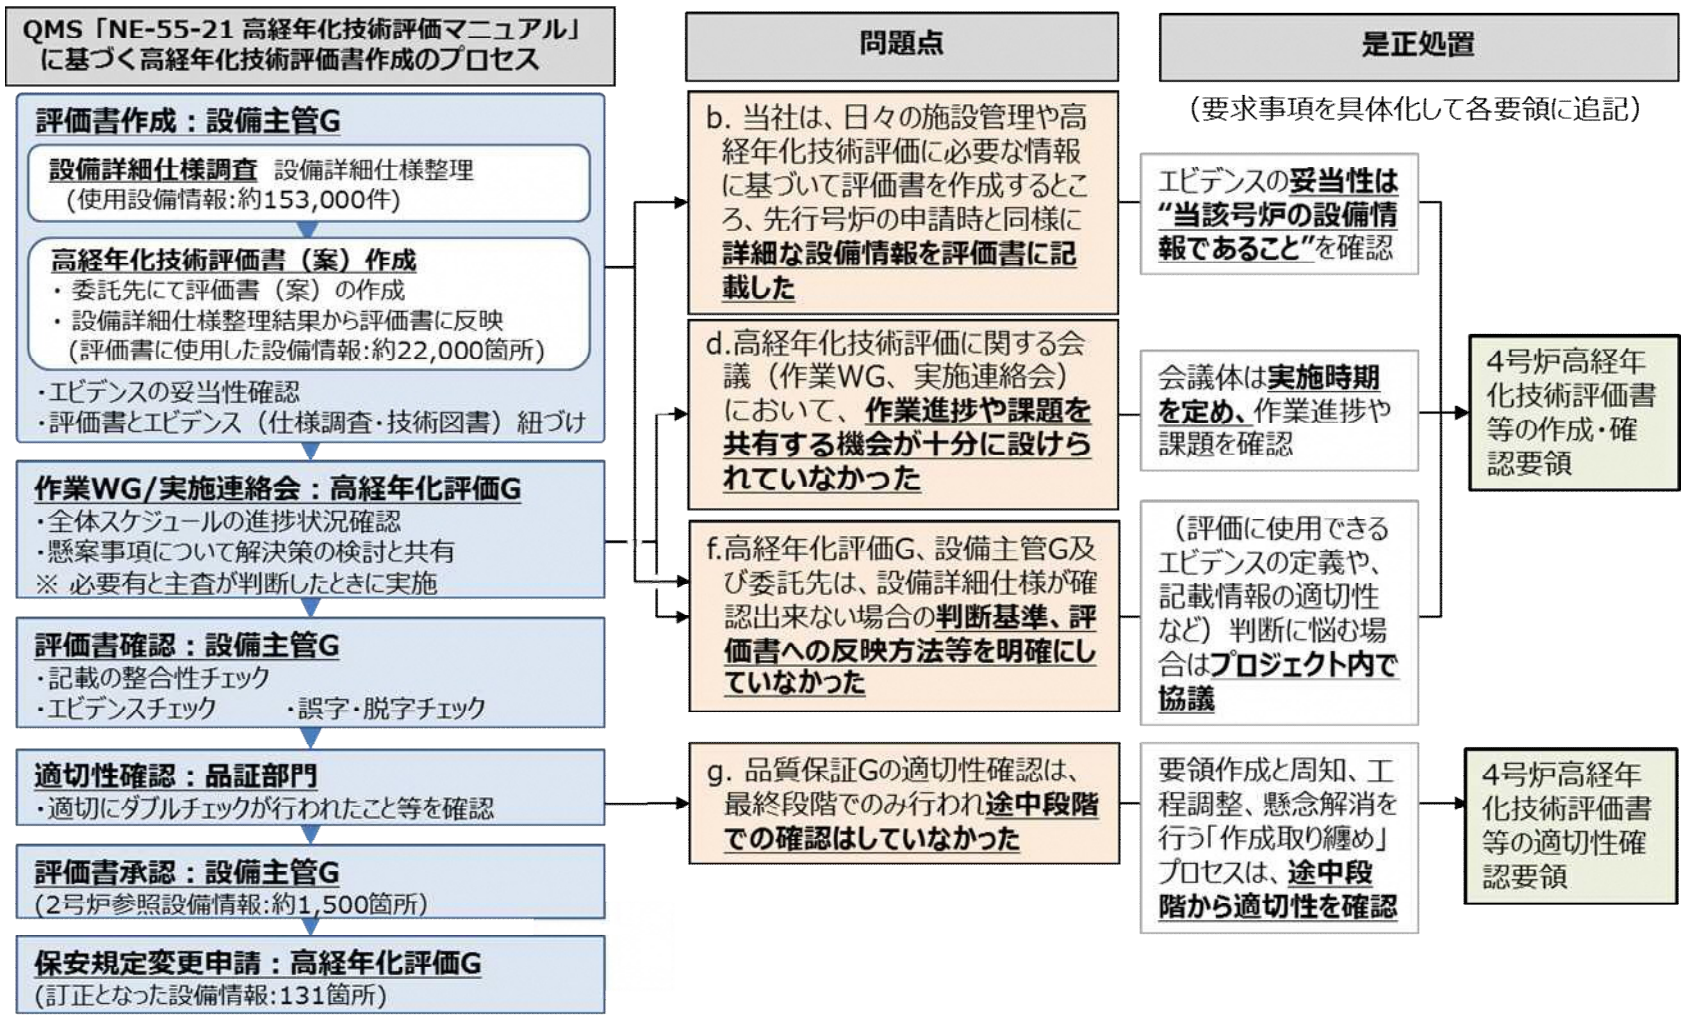 QMS「NE-55-21 高経年化技術評価マニュアル」
に基づく高経年化技術評価書作成のプロセス
評価書作成：設備主管G
設備詳細仕様調査 設備詳細仕様整理
(使用設備情報:約153,000件)
高経年化技術評価書（案）作成
・ 委託先にて評価書（案）の作成
・ 設備詳細仕様整理結果から評価書に反映
(評価書に使用した設備情報:約22,000箇所)
・エビデンスの妥当性確認
・評価書とエビデンス（仕様調査・技術図書）紐づけ
作業WG/実施連絡会：高経年化評価G
・全体スケジュールの進捗状況確認
・懸案事項について解決策の検討と共有
※ 必要有と主査が判断したときに実施
評価書確認：設備主管G
・記載の整合性チェック
・エビデンスチェック ・誤字・脱字チェック
適切性確認：品証部門
・適切にダブルチェックが行われたこと等を確認
評価書承認：設備主管G
(2号炉参照設備情報:約1,500箇所)
保安規定変更申請：高経年化評価G
(訂正となった設備情報:131箇所)
問題点
b. 当社は、日々の施設管理や高
経年化技術評価に必要な情報
に基づいて評価書を作成するとこ
ろ、先行号炉の申請時と同様に
詳細な設備情報を評価書に記
載した
d.高経年化技術評価に関する会
議（作業WG、実施連絡会）
において、作業進捗や課題を
共有する機会が十分に設けら
れていなかった
f.高経年化評価G、設備主管G及
び委託先は、設備詳細仕様が確
認出来ない場合の判断基準、評
価書への反映方法等を明確にし
ていなかった
g. 品質保証Gの適切性確認は、
最終段階でのみ行われ途中段階
での確認はしていなかった
是正処置
（要求事項を具体化して各要領に追記）
エビデンスの妥当性は
“当該号炉の設備情
報であること”を確認
会議体は実施時期
を定め、作業進捗や
課題を確認
（評価に使用できる
エビデンスの定義や、
記載情報の適切性
など）判断に悩む場
合はプロジェクト内で
協議
要領作成と周知、工
程調整、懸念解消を
行う「作成取り纏め」
プロセスは、途中段
階から適切性を確認
4号炉高経年
化技術評価書
等の作成・確
認要領
4号炉高経年
化技術評価書
等の適切性確
認要領